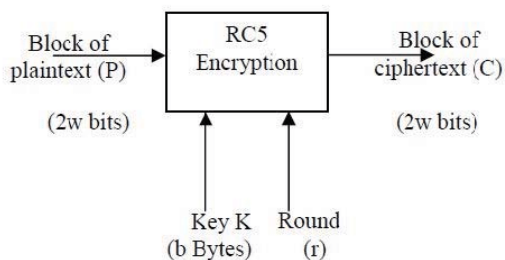 Block of
plaintext (P)
(2w bits)
RC5
Encryption
Block of
ciphertext (C)
(2w bits)
Key K
(b Bytes)
Round
(r)